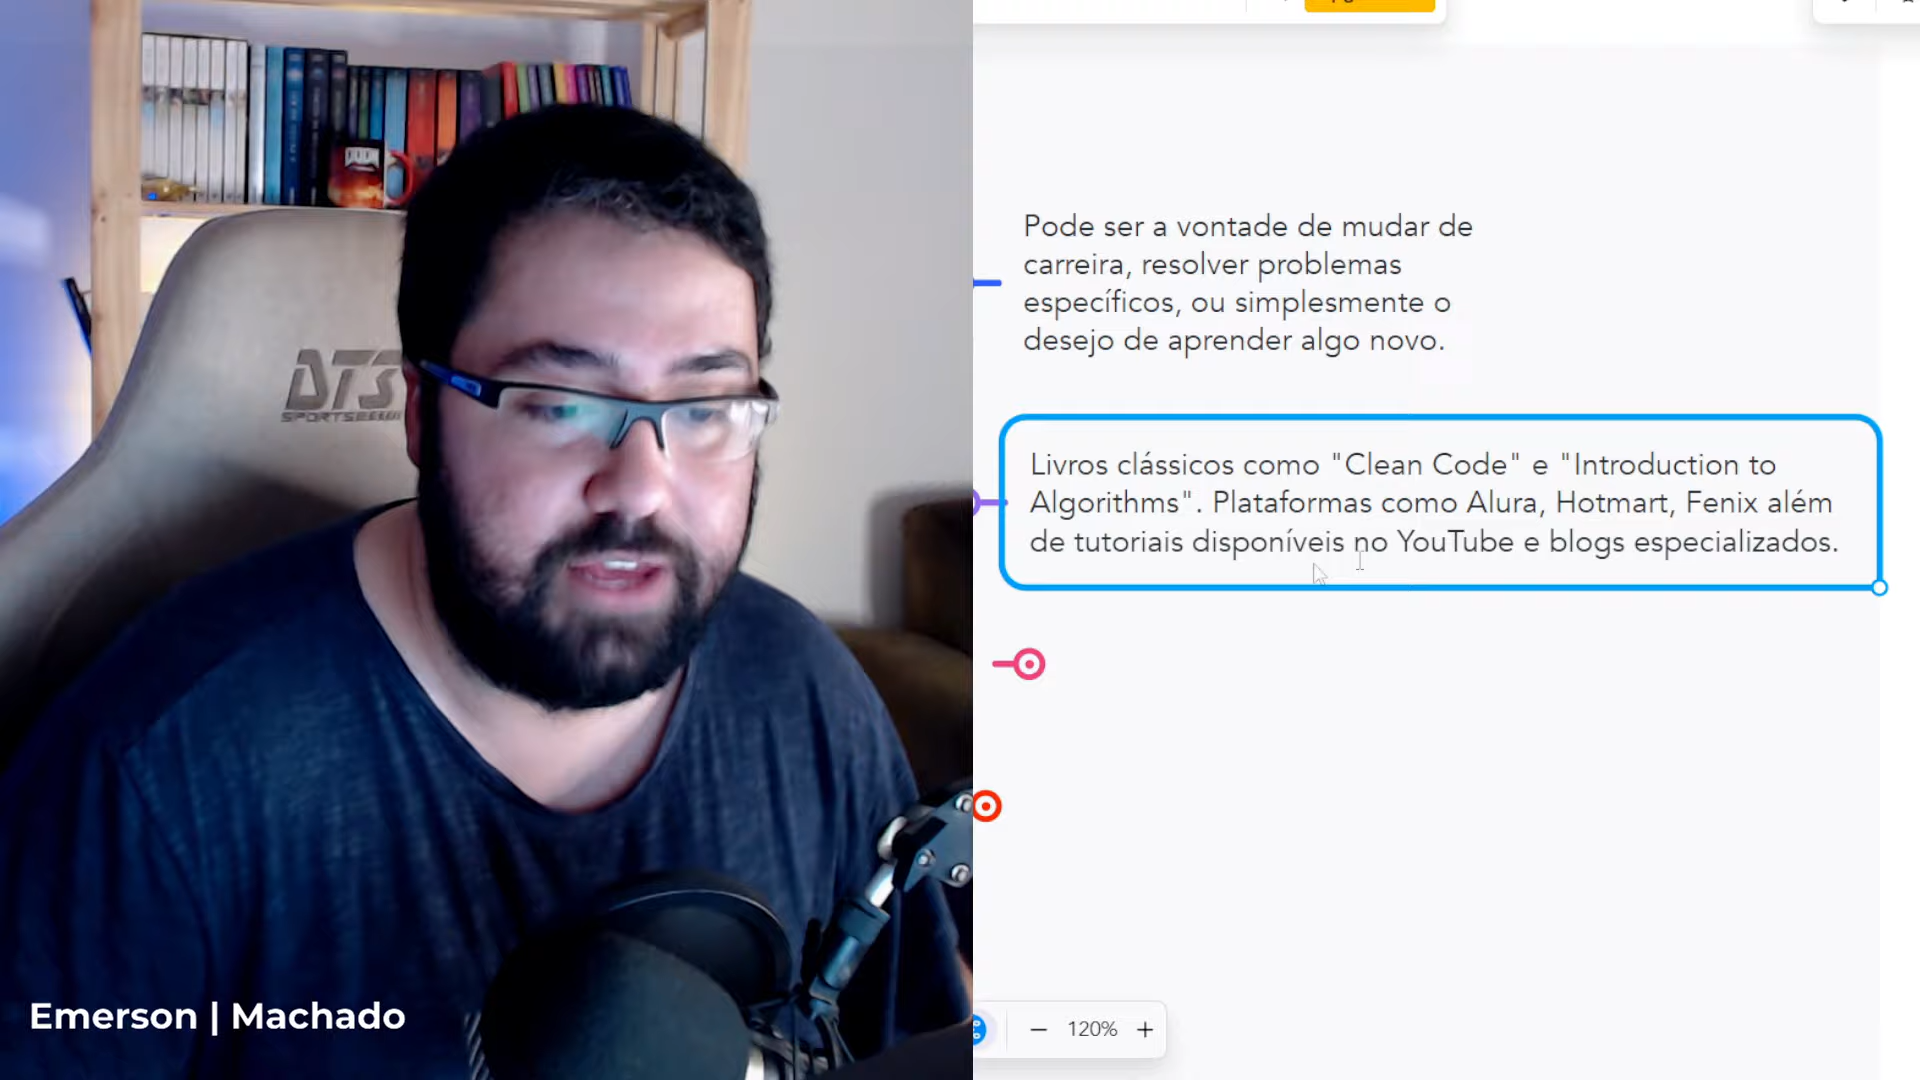 DT3
SPORTS
Pode ser a vontade de mudar de
carreira, resolver problemas
específicos, ou simplesmente o
desejo de aprender algo novo.
Livros clássicos como "Clean Code" e "Introduction to
Algorithms". Plataformas como Alura, Hotmart, Fenix além
de tutoriais disponíveis no YouTube e blogs especializados.
Emerson | Machado
120%